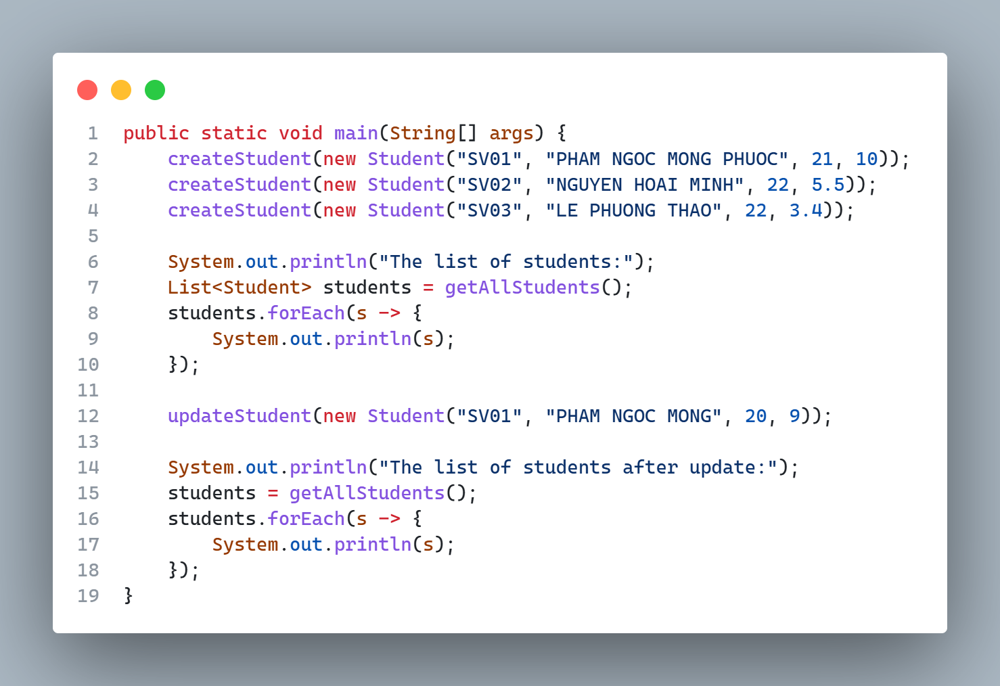 1 public static void main(String[] args) {
2     createStudent(new Student("SV01", "PHAM NGOC MONG PHUOC", 21, 10));
3     createStudent(new Student("SV02", "NGUYEN HOAI MINH", 22, 5.5));
4     createStudent(new Student("SV03", "LE PHUONG THAO", 22, 3.4));
5
6     System.out.println("The list of students:");
7     List<Student> students = getAllStudents();
8     students.forEach(s -> {
9         System.out.println(s);
10     });
11
12     updateStudent(new Student("SV01", "PHAM NGOC MONG", 20, 9));
13
14     System.out.println("The list of students after update:");
15     students = getAllStudents();
16     students.forEach(s -> {
17         System.out.println(s);
18     });
19 }